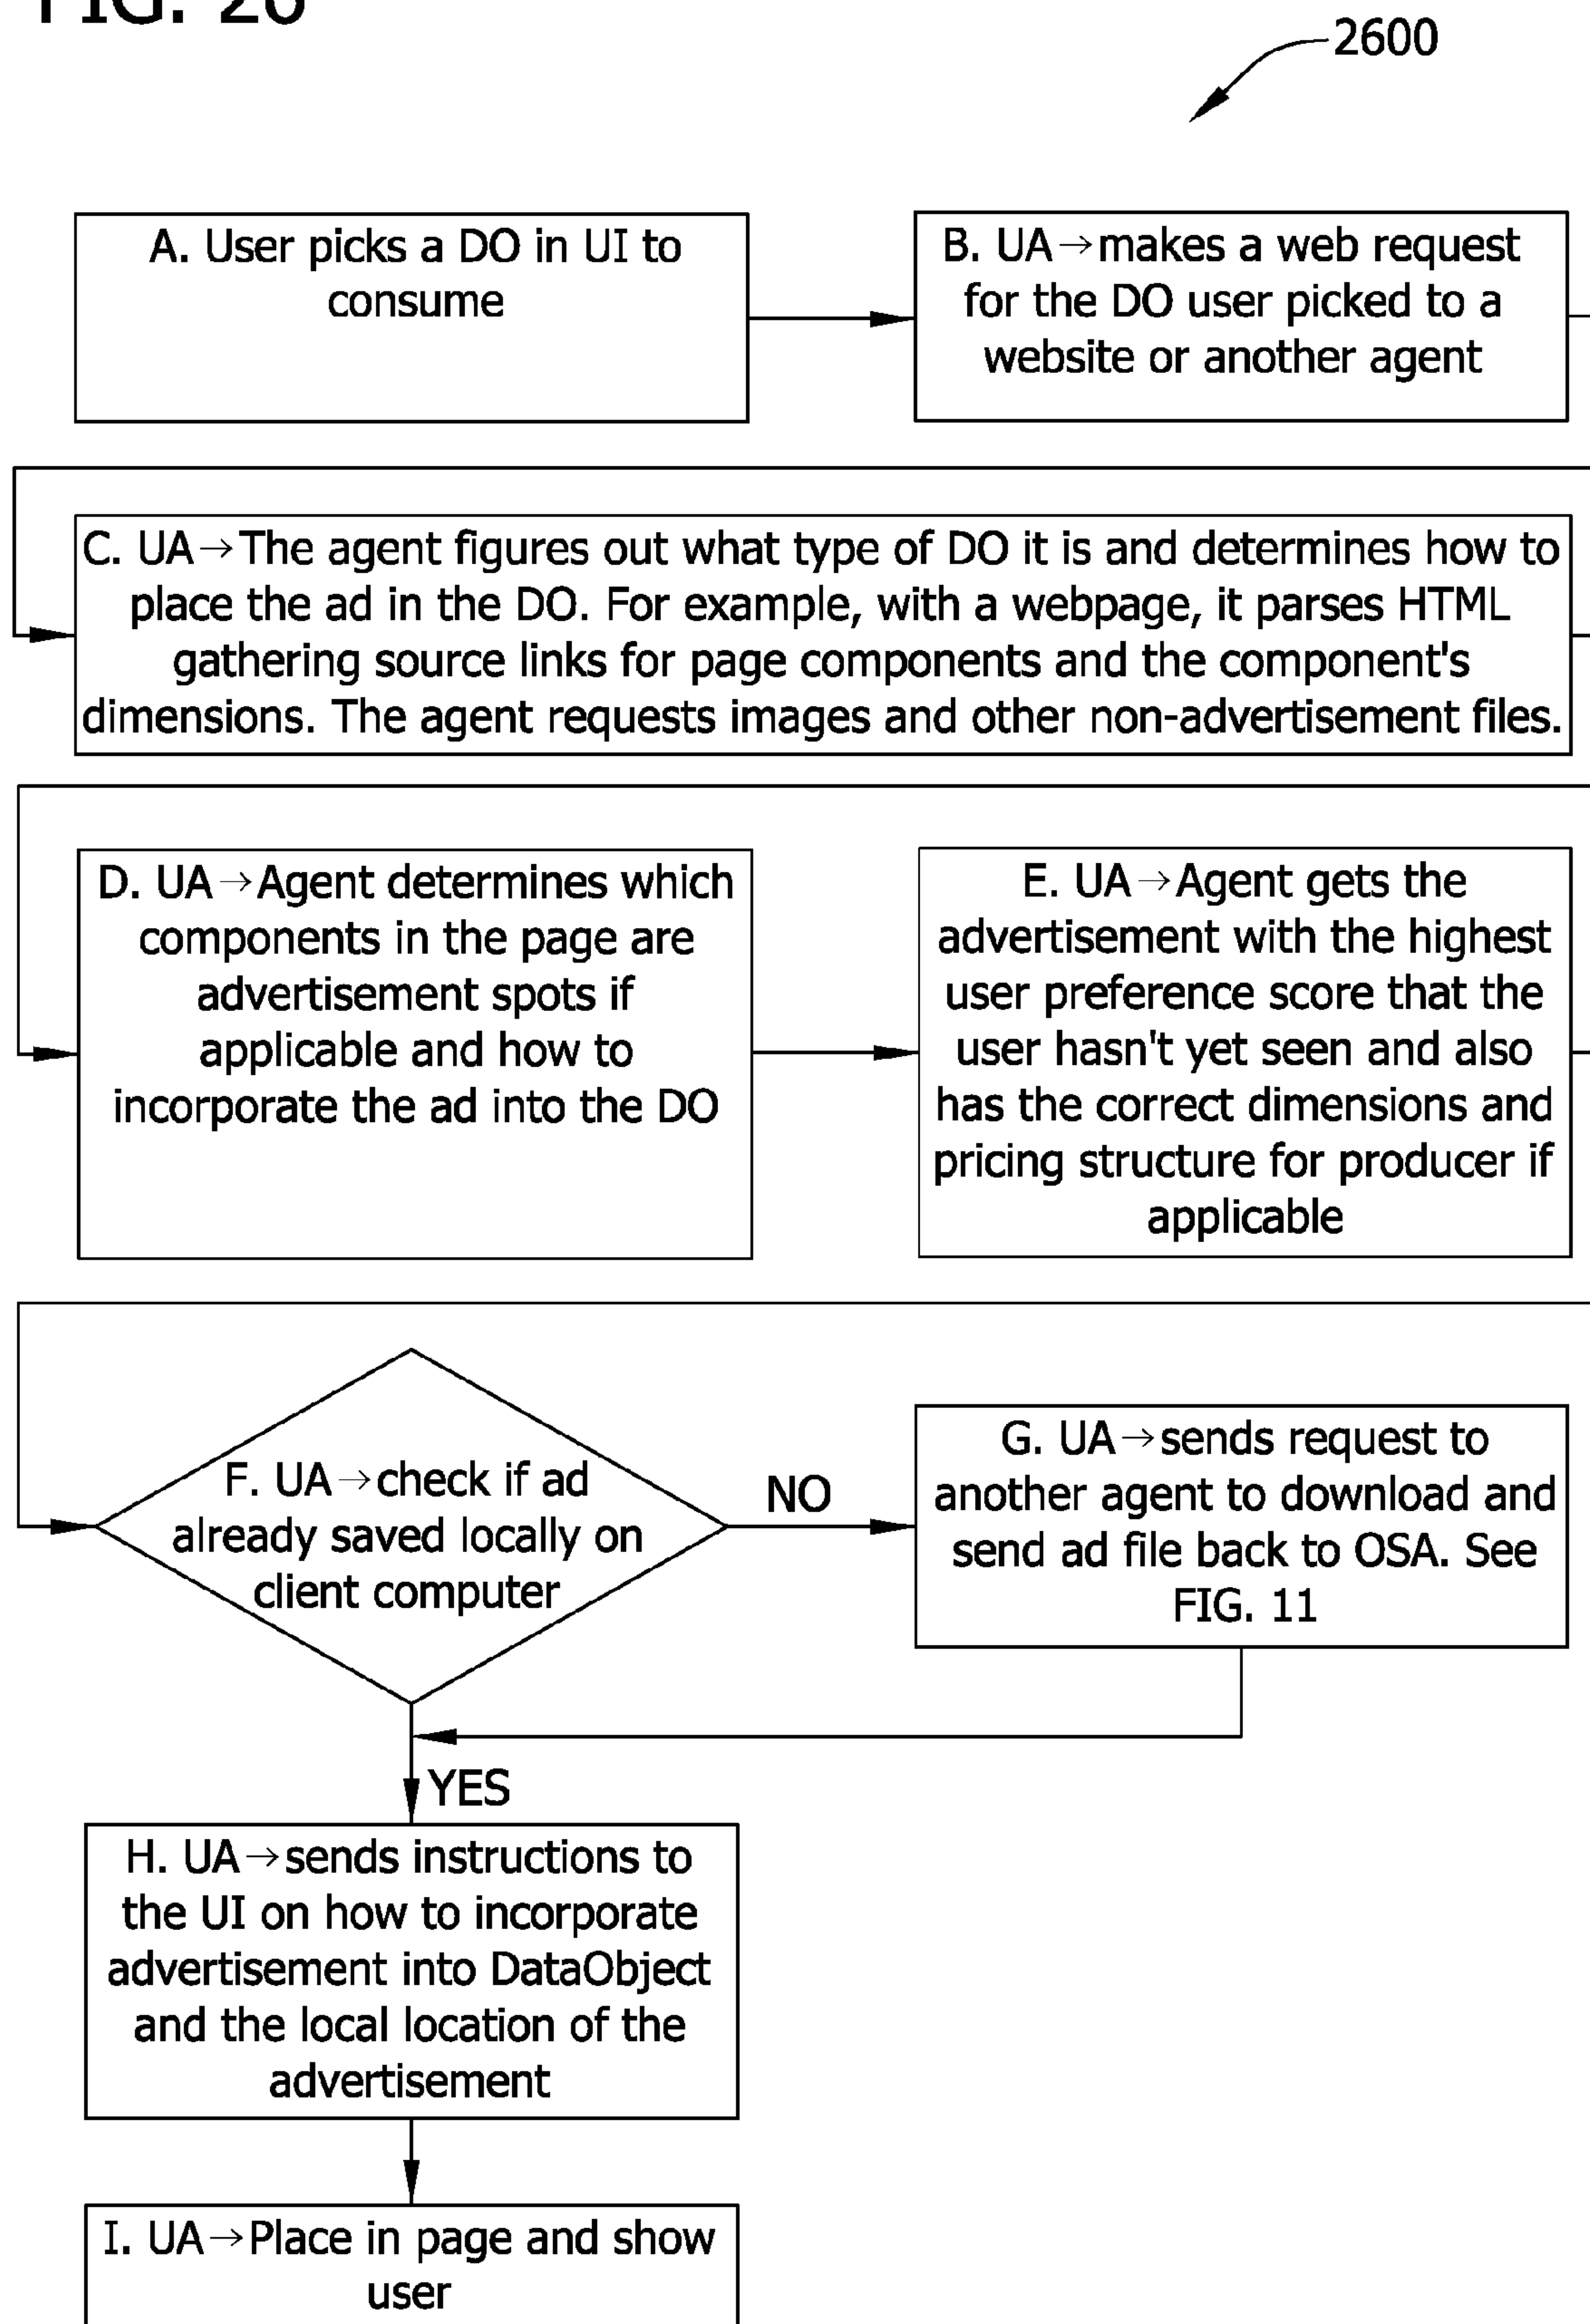 FIG. 26
2600
A. User picks a DO in UI to
consume
B. UA→makes a web request
for the DO user picked to a
website or another agent
C. UA→The agent figures out what type of DO it is and determines how to
place the ad in the DO. For example, with a webpage, it parses HTML
gathering source links for page components and the component's
dimensions. The agent requests images and other non-advertisement files.
D. UA→Agent determines which
components in the page are
advertisement spots if
applicable and how to
incorporate the ad into the DO
E. UA→Agent gets the
advertisement with the highest
user preference score that the
user hasn't yet seen and also
has the correct dimensions and
pricing structure for producer if
applicable
F. UA→check if ad
already saved locally on
client computer
NO
G. UA→sends request to
another agent to download and
send ad file back to OSA. See
FIG. 11
YES
H. UA→sends instructions to
the UI on how to incorporate
advertisement into DataObject
and the local location of the
advertisement
I. UA→Place in page and show
user